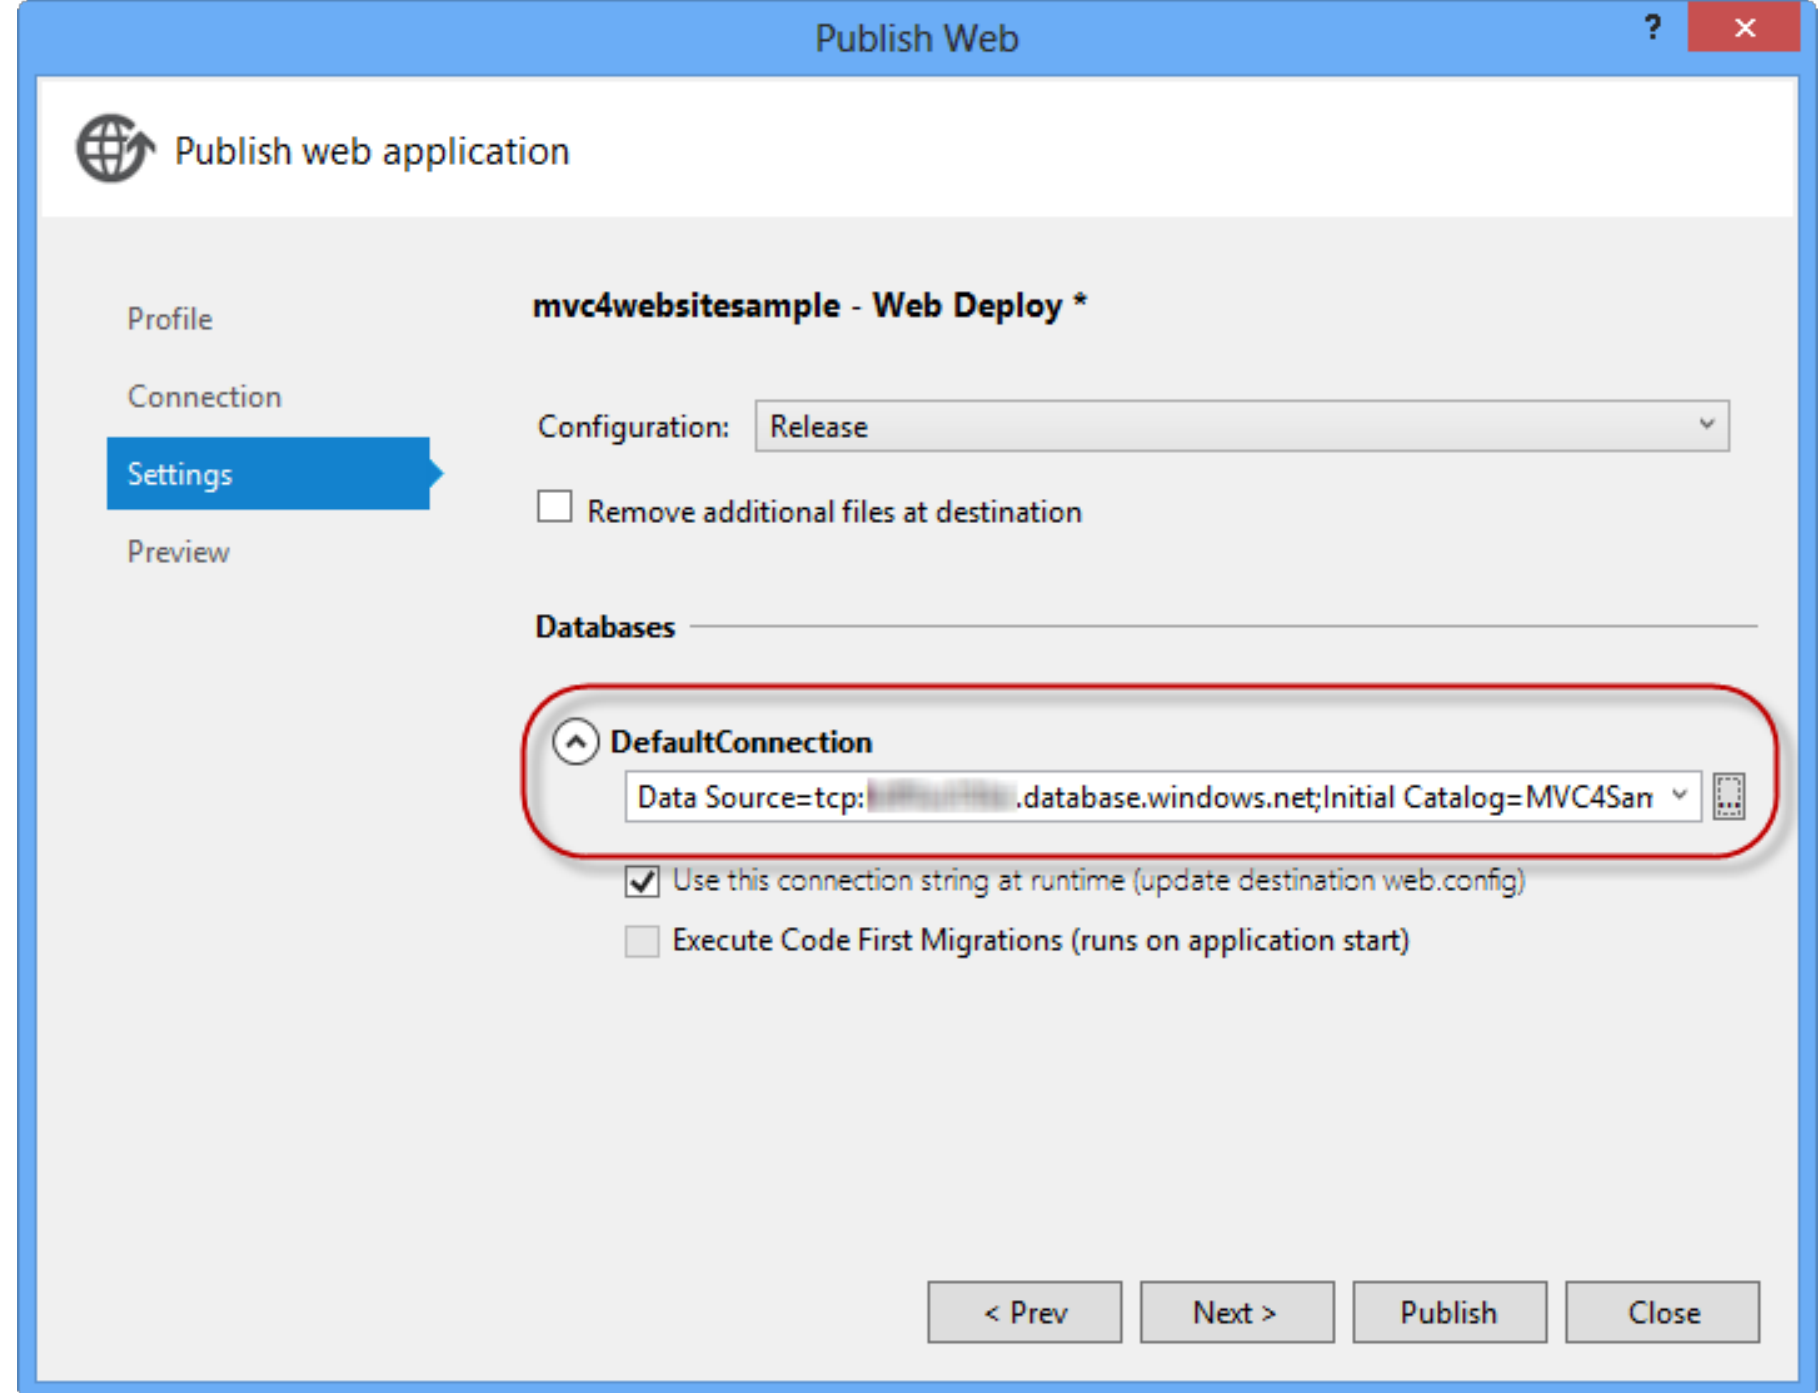 Publish Web
?
Publish web application
Profile
Connection
Settings
Preview
mvc4websitesample - Web Deploy *
Configuration: Release
Remove additional files at destination
Databases
DefaultConnection
Data Source=tcp: .database.windows.net;Initial Catalog=MVC4Sam
...
Use this connection string at runtime (update destination web.config)
Execute Code First Migrations (runs on application start)
< Prev Next > Publish Close